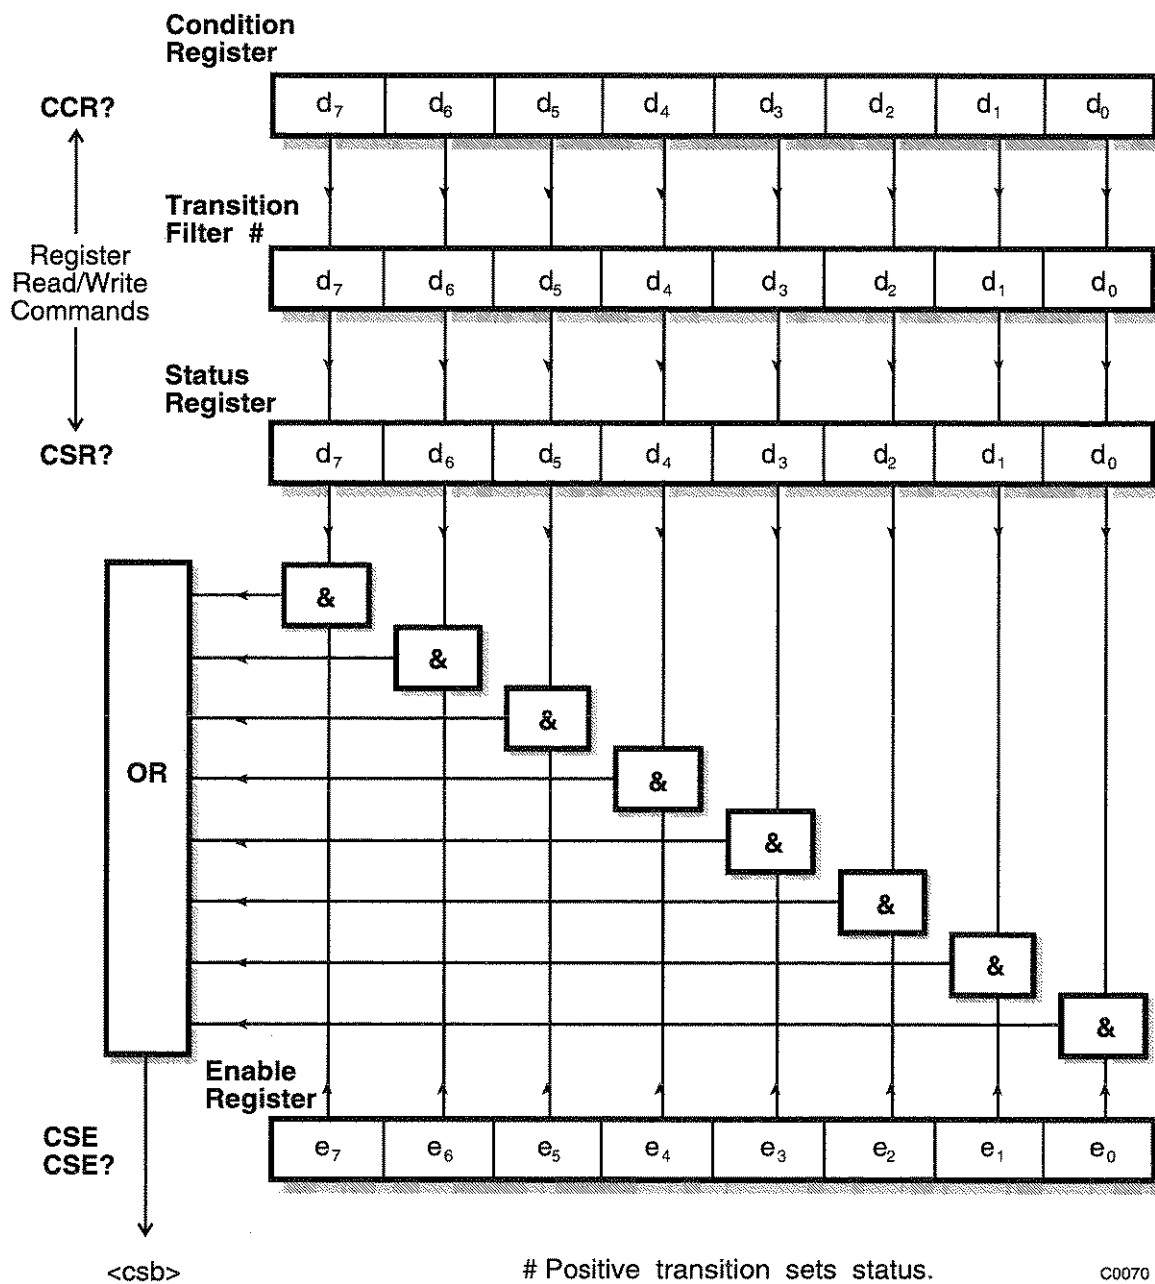 Condition
Register
CCR?
d₇ d₆ d₅ d₄ d₃ d₂ d₁ d₀
Transition
Filter #
Register
Read/Write
Commands
d₇ d₆ d₅ d₄ d₃ d₂ d₁ d₀
Status
Register
CSR?
d₇ d₆ d₅ d₄ d₃ d₂ d₁ d₀
&
&
&
&
&
&
&
&
OR
Enable
Register
CSE
CSE?
e₇ e₆ e₅ e₄ e₃ e₂ e₁ e₀
<csb>
# Positive transition sets status.
C0070